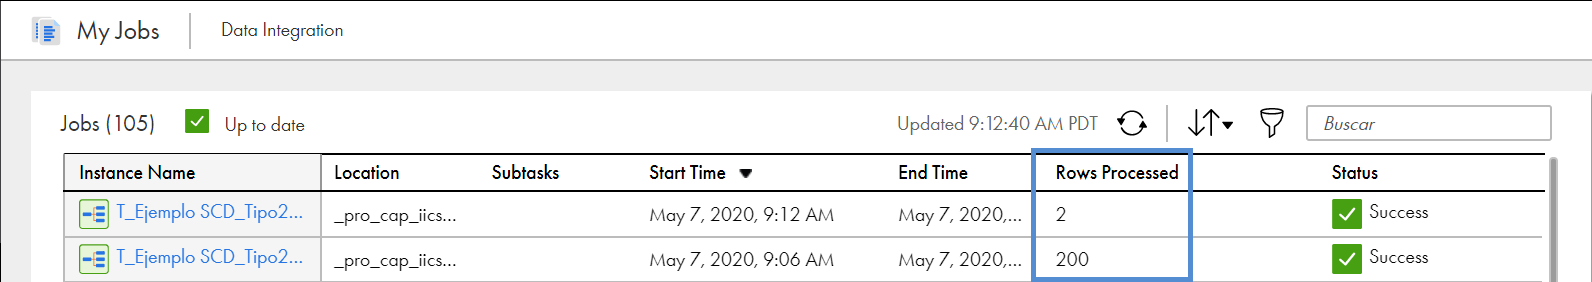 My Jobs Data Integration
Jobs (105) Up to date Updated 9:12:40 AM PDT Buscar
Instance Name Location Subtasks Start Time End Time Rows Processed Status
T_Ejemplo SCD_Tipo2... _pro_cap_iics... May 7, 2020, 9:12 AM May 7, 2020,... 2 Success
T_Ejemplo SCD_Tipo2... _pro_cap_iics... May 7, 2020, 9:06 AM May 7, 2020,... 200 Success